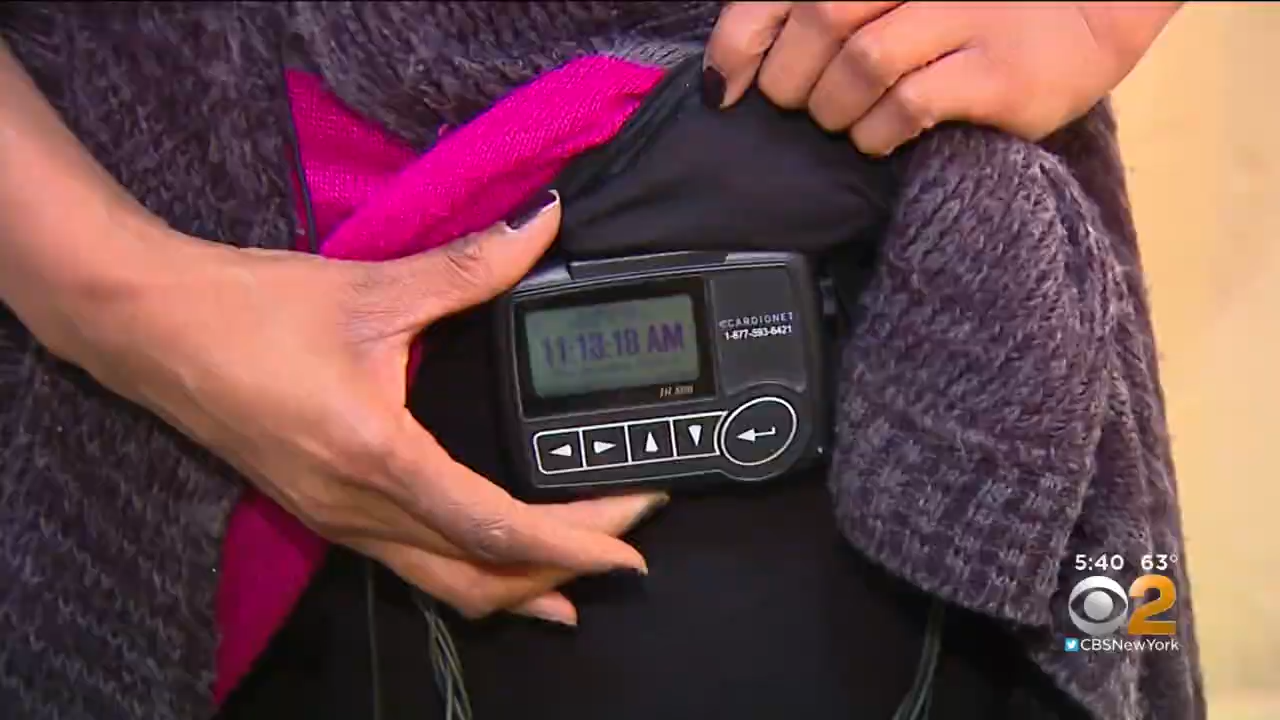 11:13:18 AM
CARDIONET
1-877-593-6421
5:40 63°
2
CBSNewYork